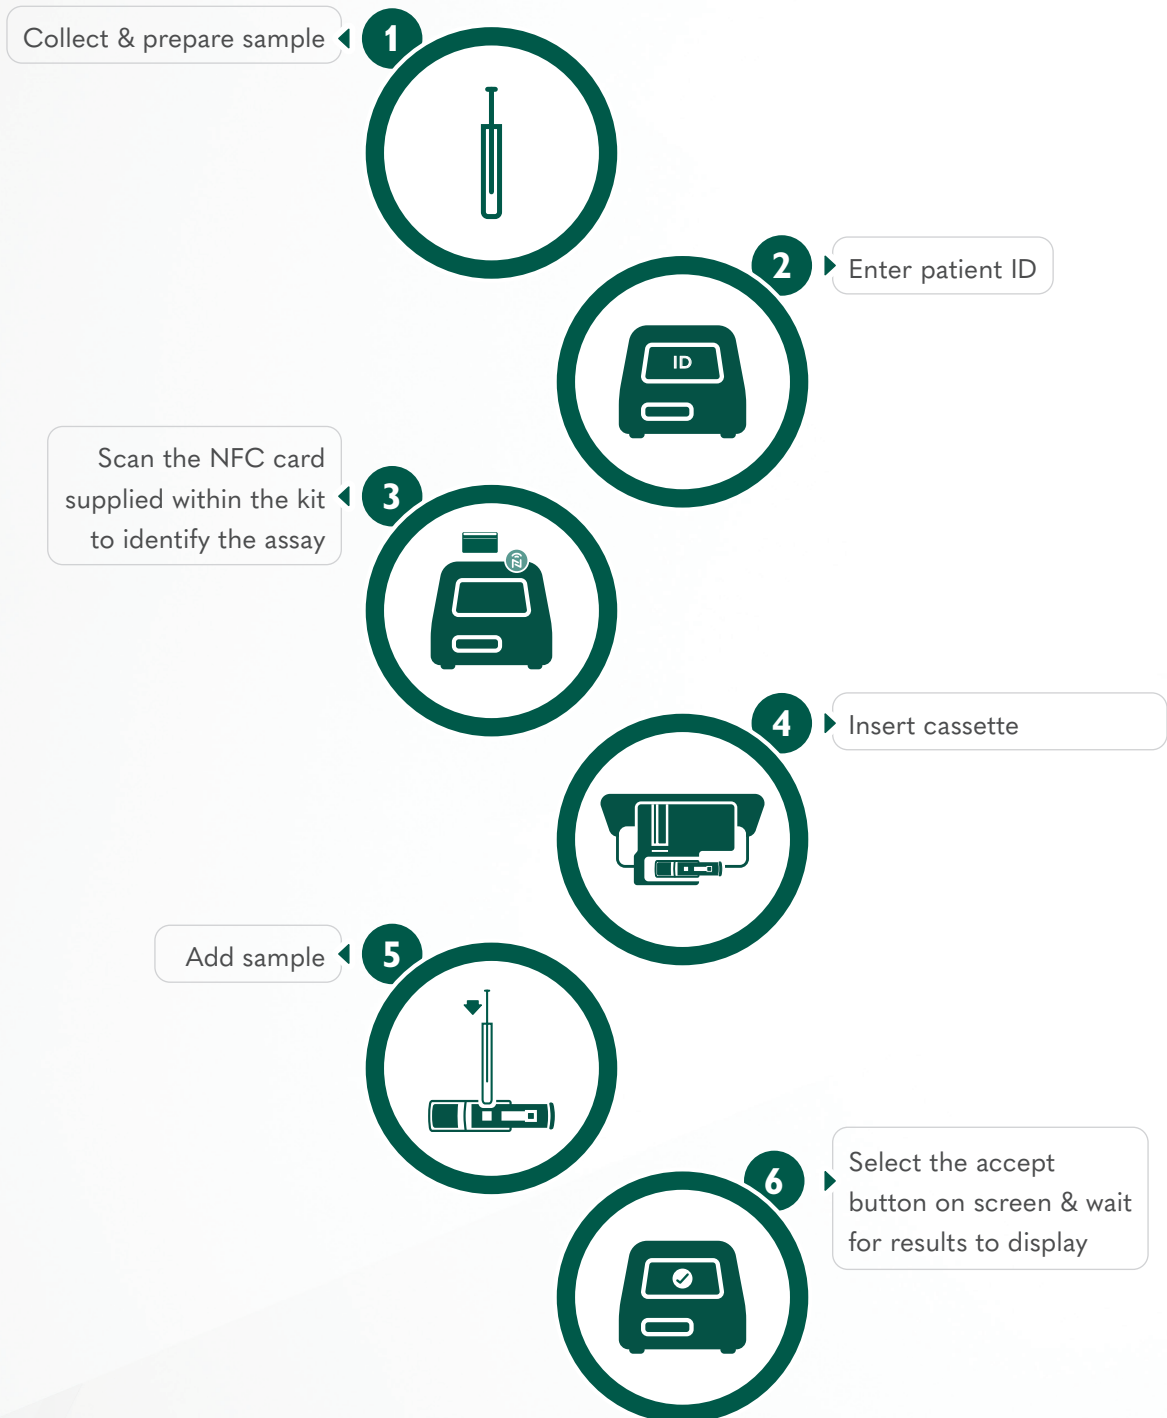 Collect & prepare sample
1
2
Enter patient ID
ID
Scan the NFC card
supplied within the kit
to identify the assay
3
4
Insert cassette
Add sample
5
6
Select the accept
button on screen & wait
for results to display